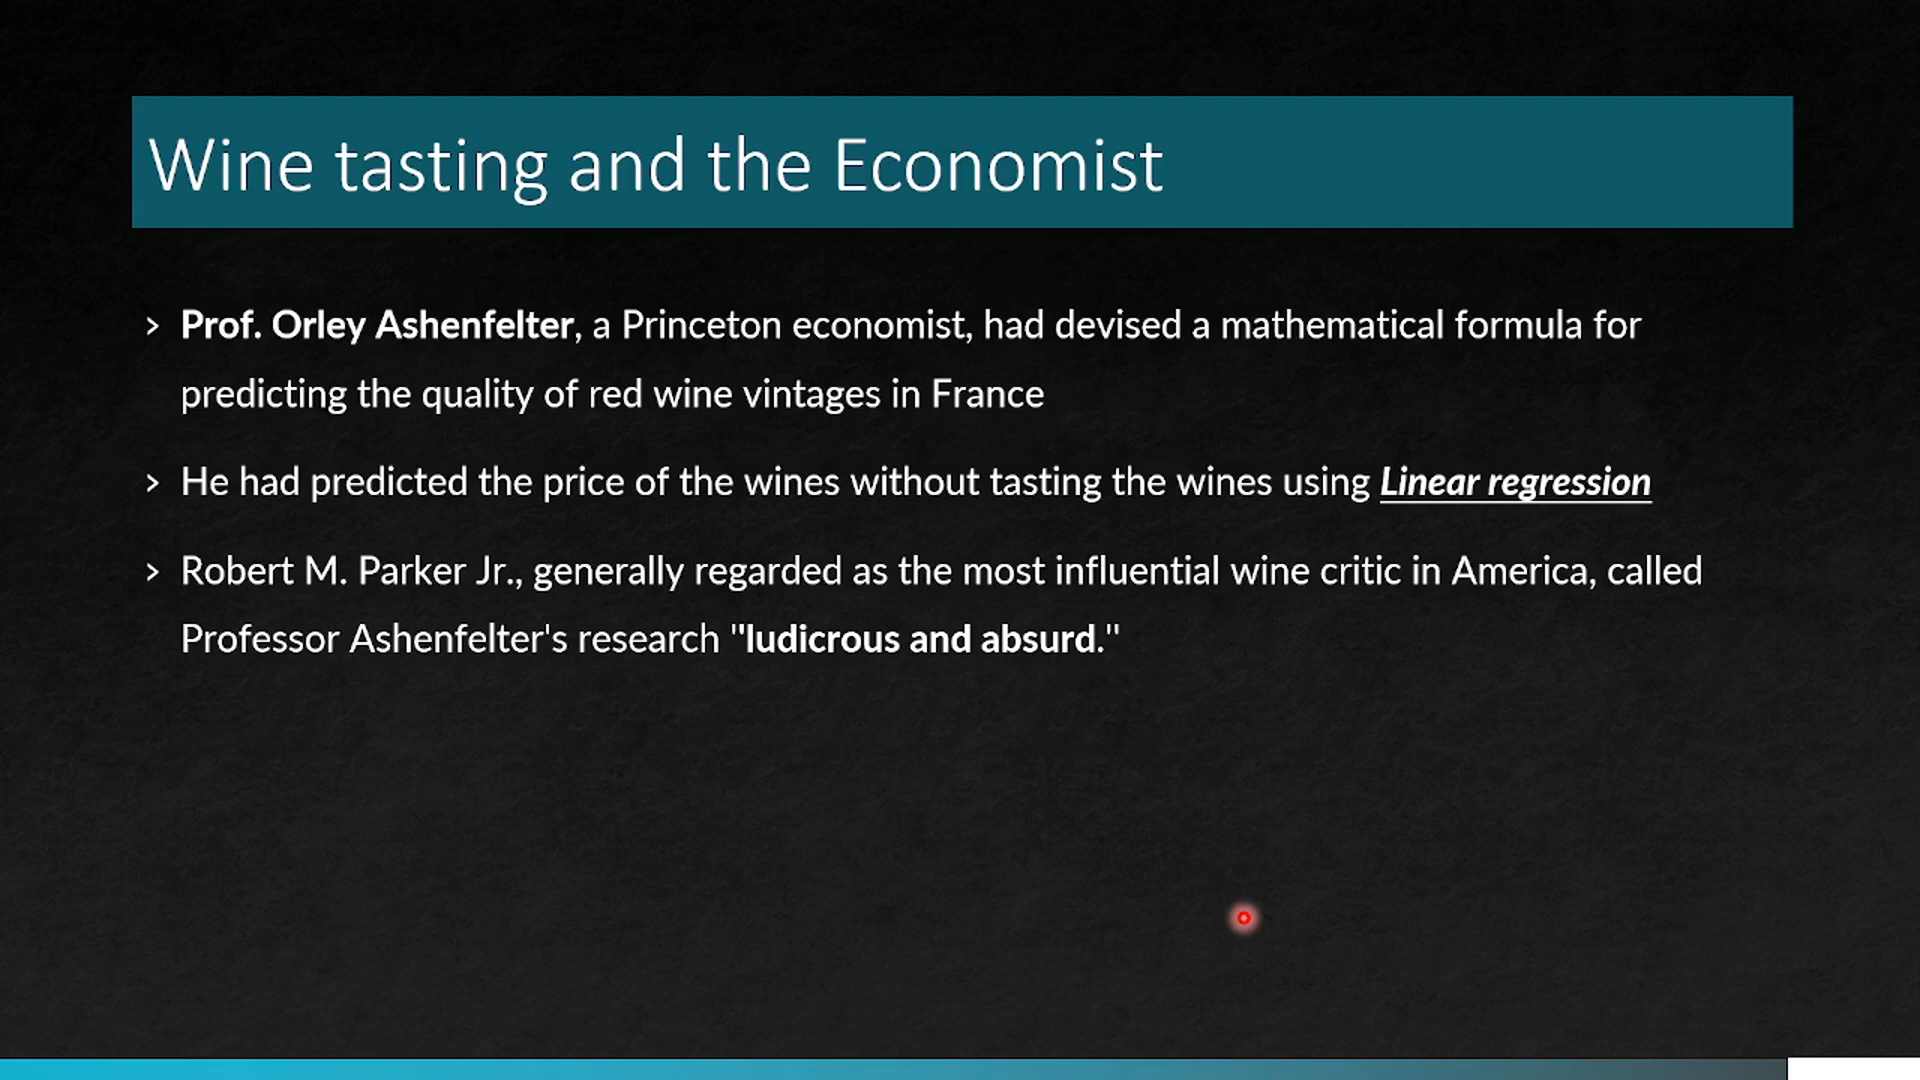 Wine tasting and the Economist
› Prof. Orley Ashenfelter, a Princeton economist, had devised a mathematical formula for
predicting the quality of red wine vintages in France
› He had predicted the price of the wines without tasting the wines using Linear regression
› Robert M. Parker Jr., generally regarded as the most influential wine critic in America, called
Professor Ashenfelter's research "ludicrous and absurd."